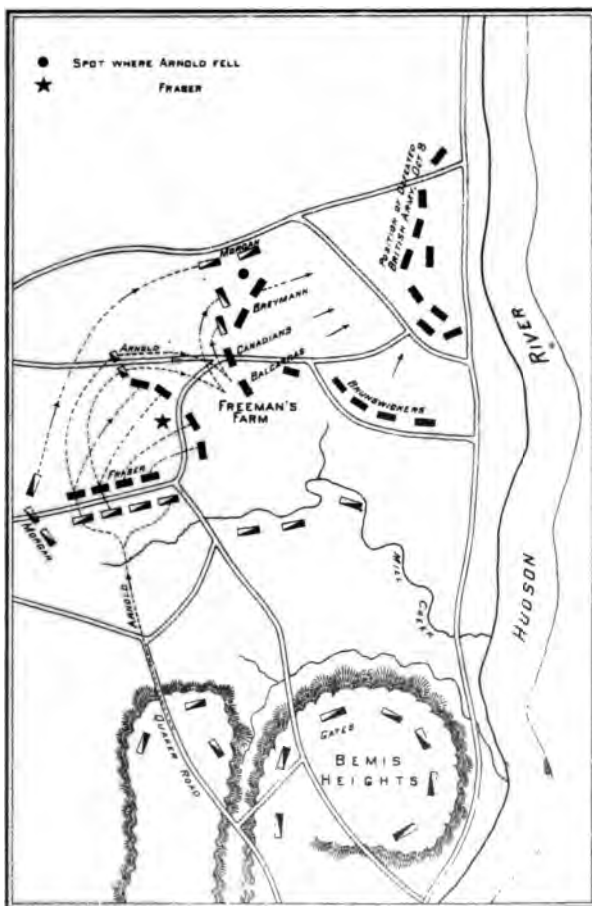 SPOT WHERE ARNOLD FELL
FRASER
POSITION OF DEFEATED
BRITISH ARMY, OCT 8
MORGAN
BREYMANN
ARNOLD
CANADIANS
BALCARRAS
FREEMAN'S
FARM
BRUNSWICKERS
RIVER
FRASER
MORGAN
MILL
CREEK
HUDSON
ARNOLD
QUAKER ROAD
GATES
BEMIS
HEIGHTS